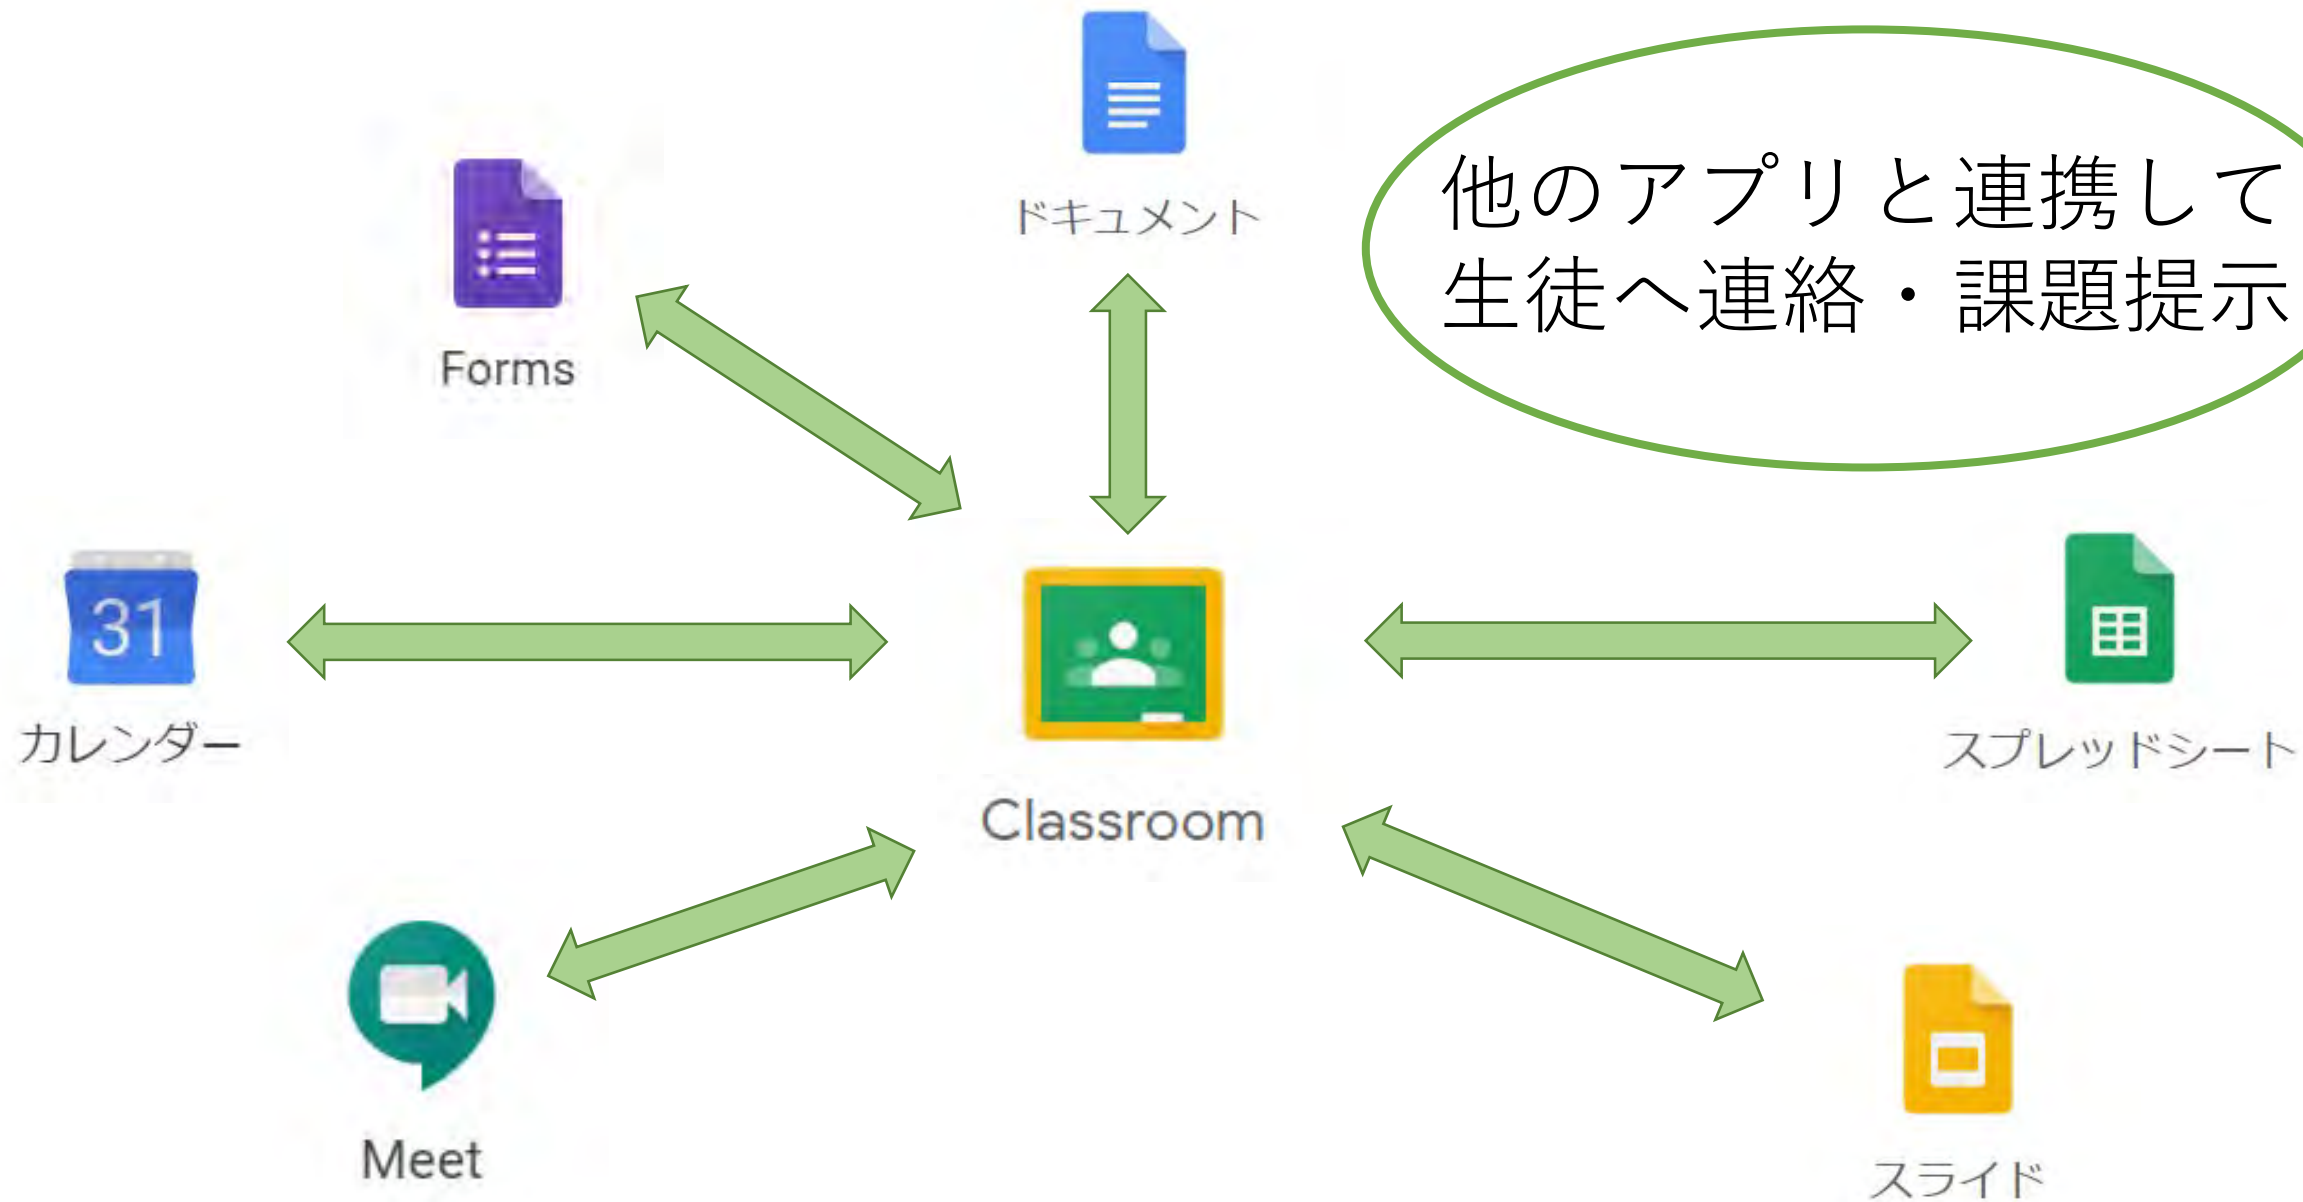 ドキュメント
他のアプリと連携して
生徒へ連絡・課題提示
Forms
31
カレンダー
Classroom
スプレッドシート
Meet
スライド